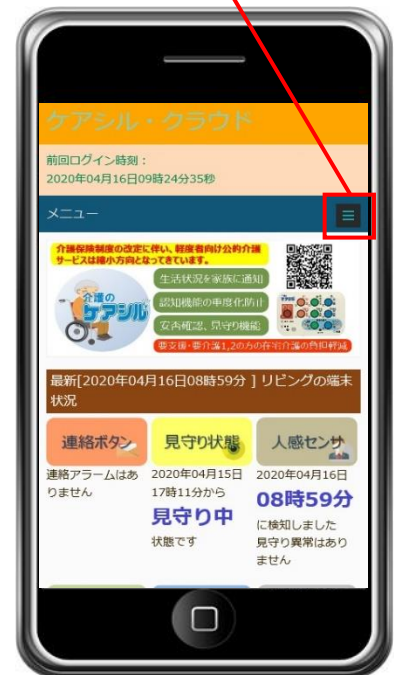 ケアシル・クラウド
前回ログイン時刻：
2020年04月16日09時24分35秒
メニュー
介護保険制度の改定に伴い、軽度者向け公的介護
サービスは縮小方向となってきています。
生活状況を家族に通知
介護の
ケアシル
認知機能の重度化防止
安否確認、見守り機能
要支援・要介護1,2の方の在宅介護の負担軽減
最新[2020年04月16日08時59分 ] リビングの端末
状況
連絡ボタン
見守り状態
人感センサ
連絡アラームはあ
りません
2020年04月15日
17時11分から
見守り中
状態です
2020年04月16日
08時59分
に検知しました
見守り異常はあり
ません